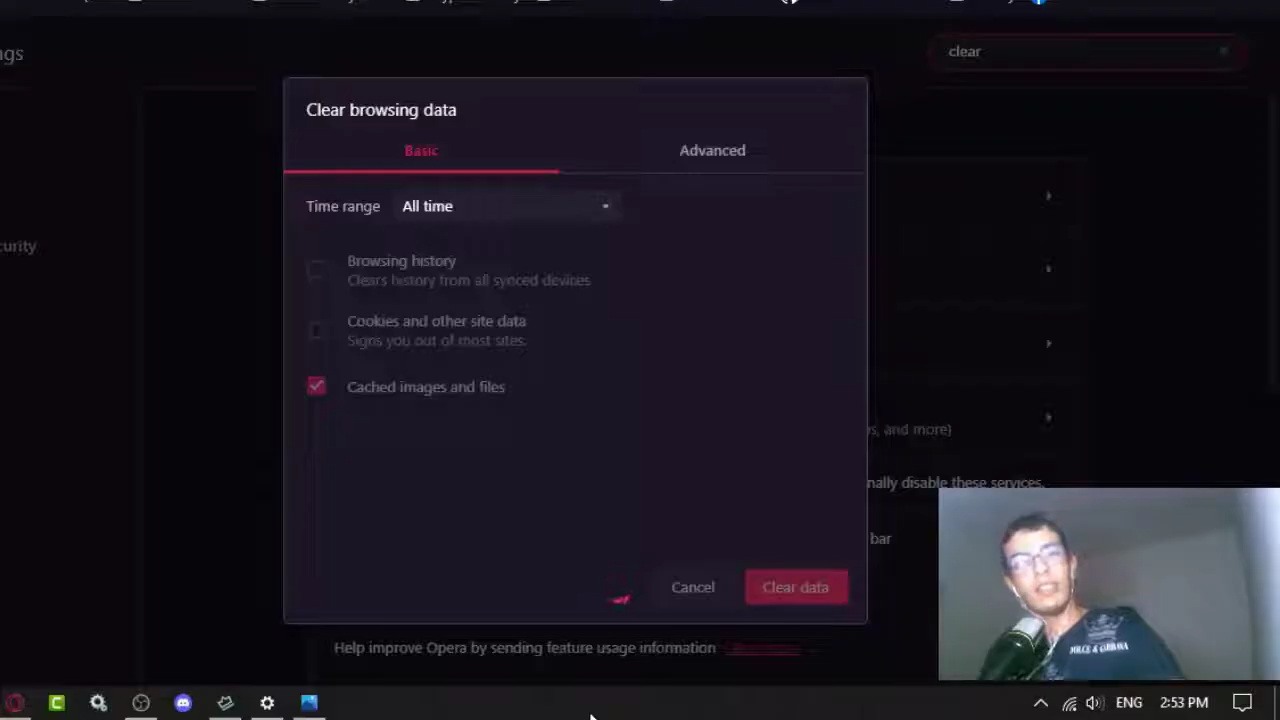 ngs
clear
Clear browsing data
Basic
Advanced
Time range
All time
curity
Browsing history
Clears history from all synced devices
Cookies and other site data
Signs you out of most sites.
Cached images and files
s, and more)
nally disable these services.
bar
Cancel
Clear data
Help improve Opera by sending feature usage information
ENG
2:53 PM